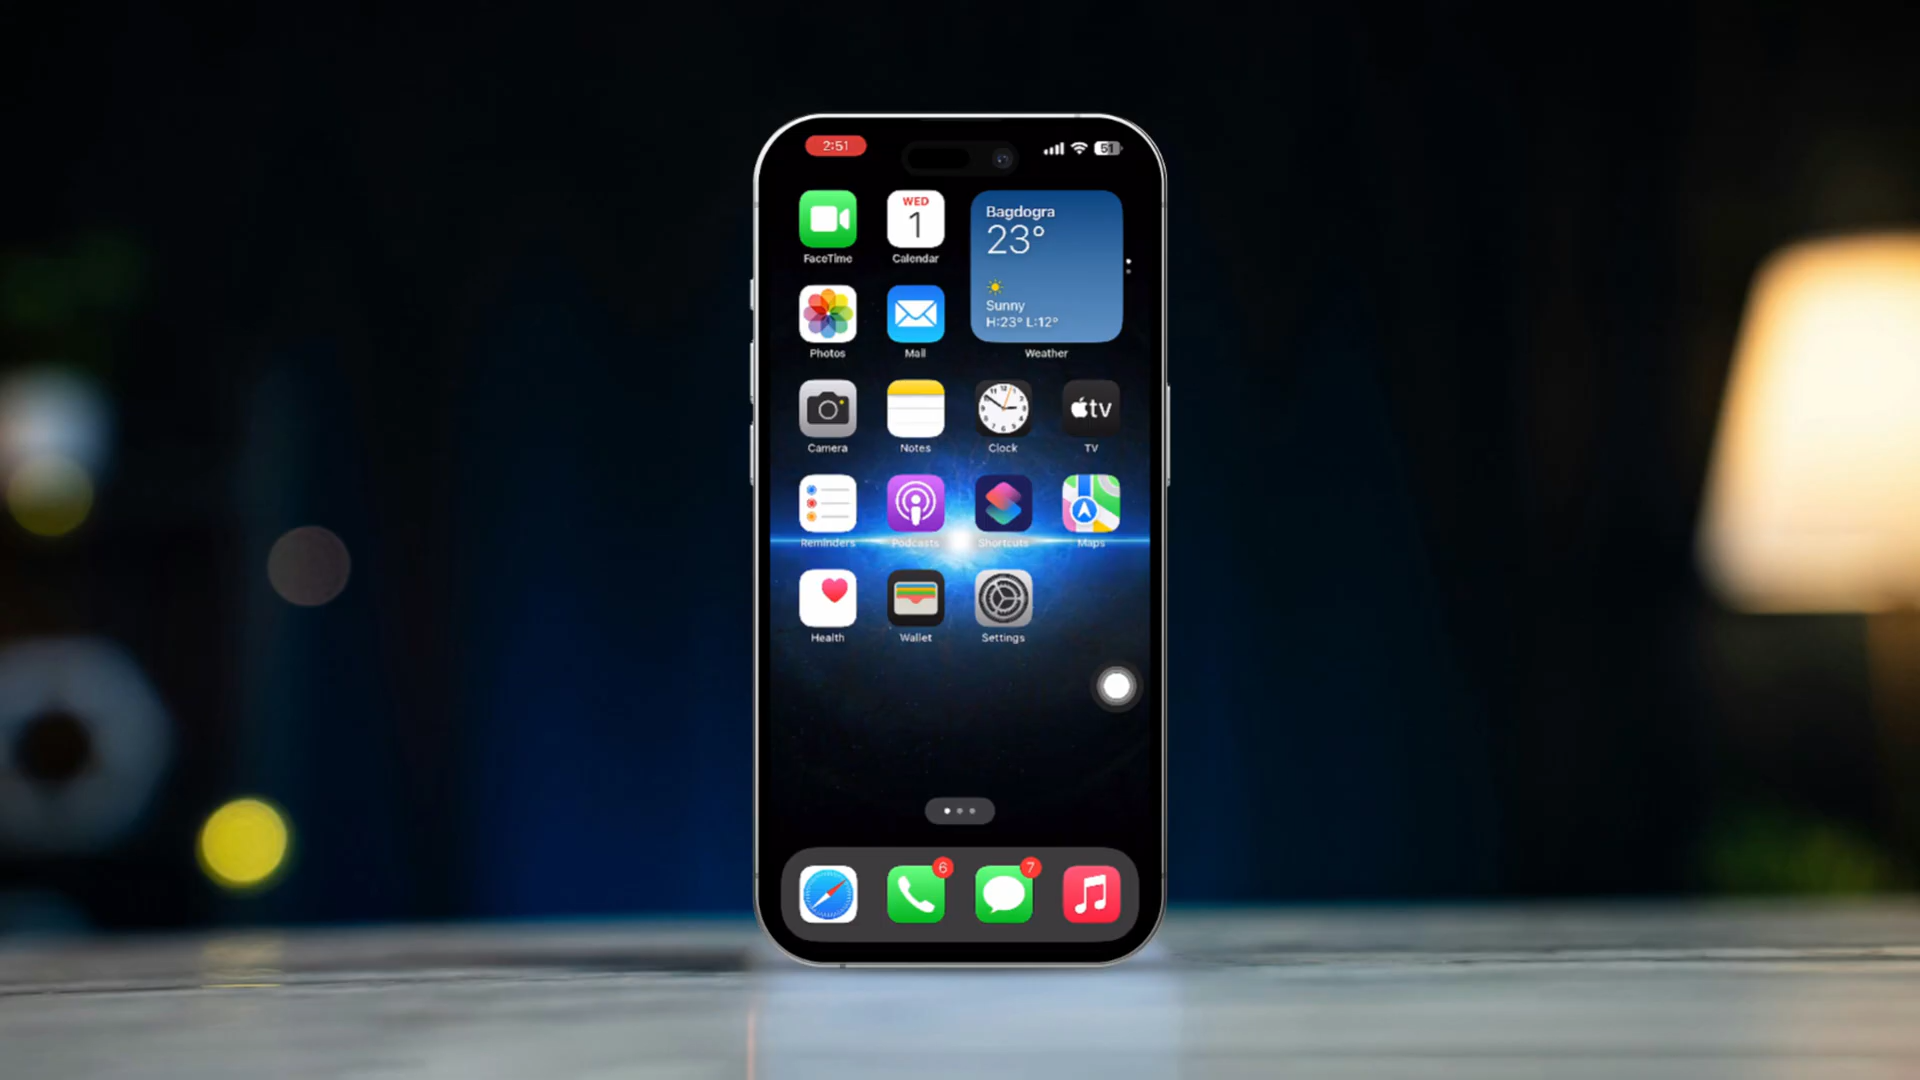 2:51
51
WED
1
FaceTime
Calendar
Bagdogra
23°
Sunny
H:23° L:12°
Photos
Mail
Weather
12
tv
Camera
Notes
Clock
TV
Reminders
Podcasts
Shortcuts
Maps
Health
Wallet
Settings
6
7